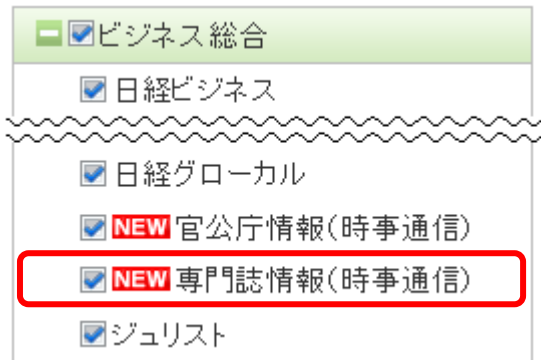 ビジネス総合
日経ビジネス
日経グローカル
NEW 官公庁情報(時事通信)
NEW 専門誌情報(時事通信)
ジュリスト